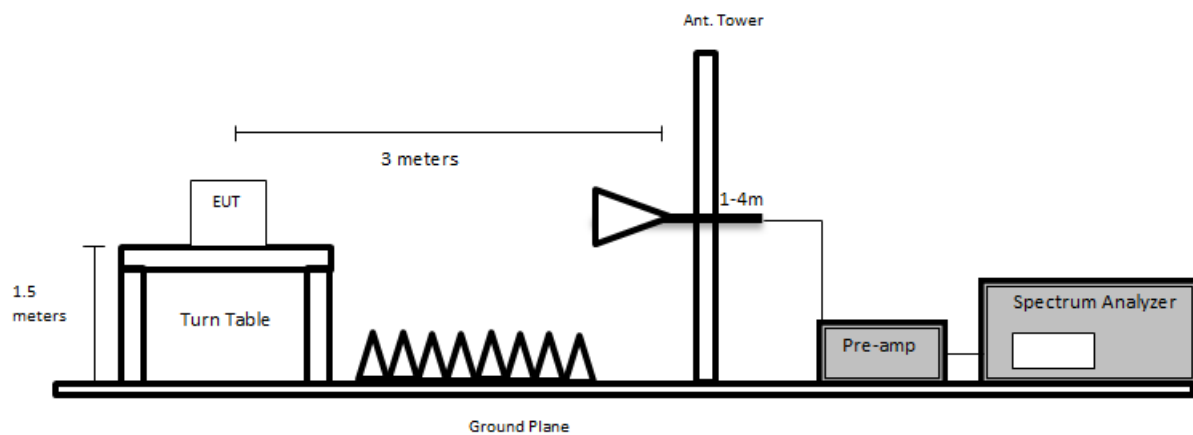 Ant. Tower
3 meters
EUT
1-4m
1.5
meters
Turn Table
Spectrum Analyzer
Pre-amp
Ground Plane